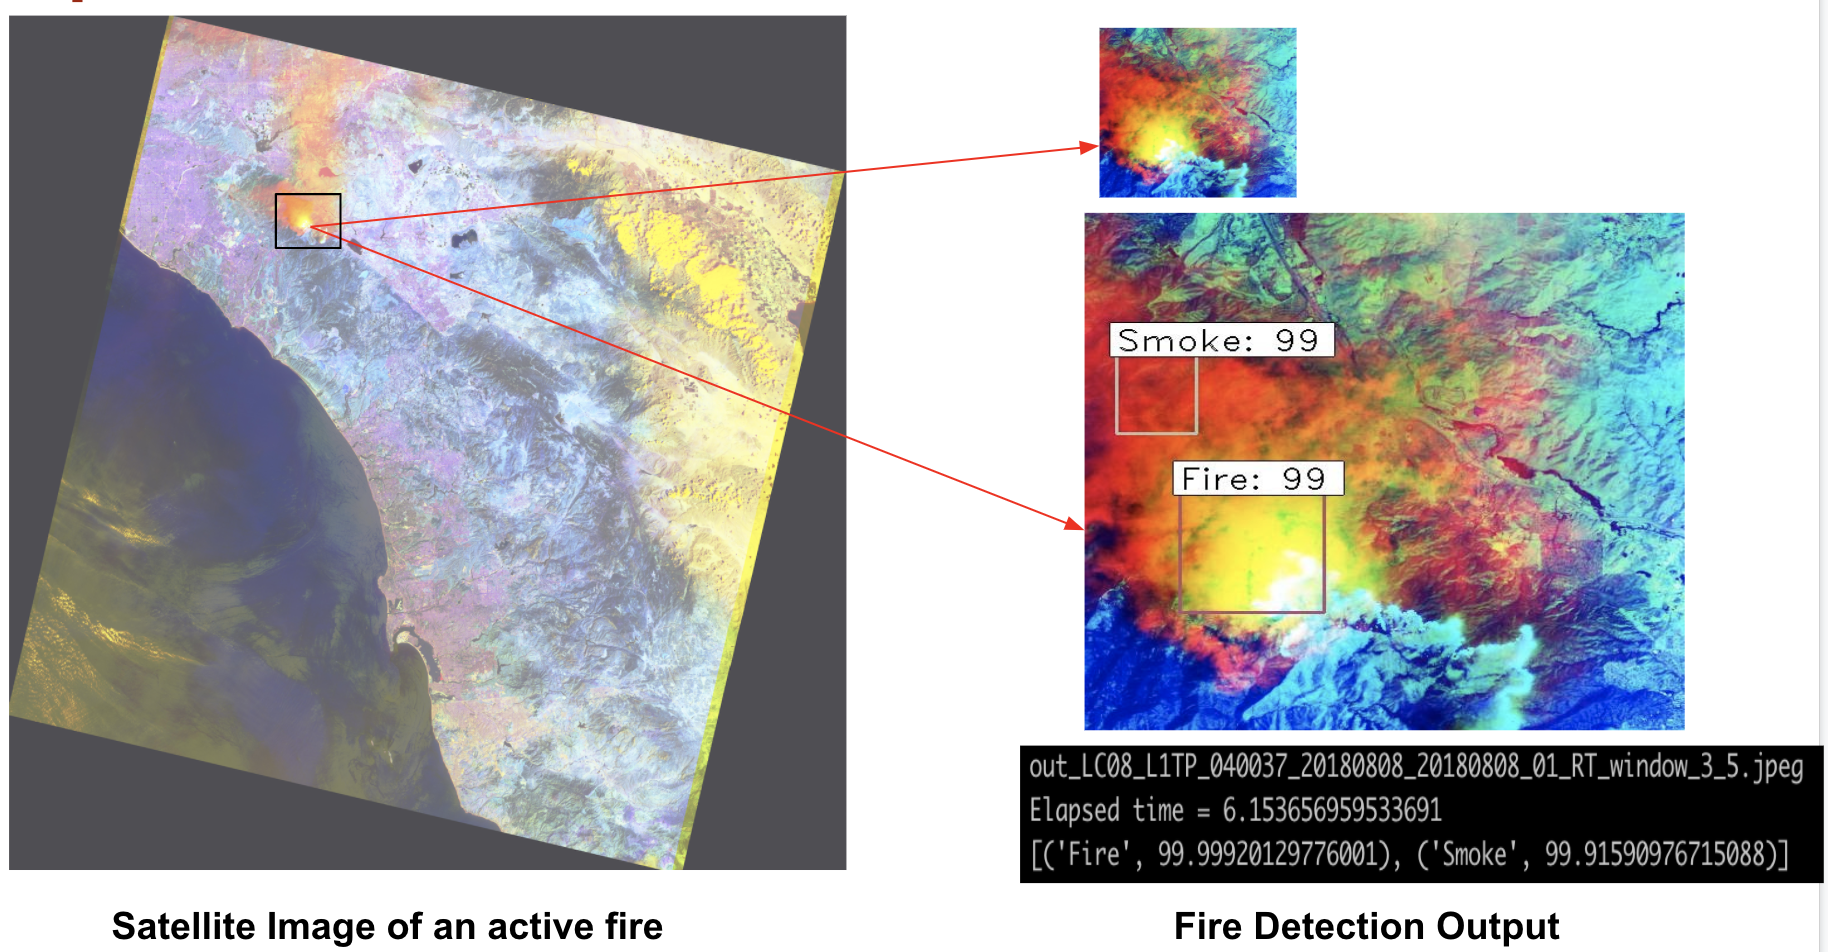 Smoke: 99
Fire: 99
out_LC08_L1TP_040037_20180808_20180808_01_RT_window_3_5.jpeg
Elapsed time = 6.153656959533691
[('Fire', 99.99920129776001), ('Smoke', 99.91590976715088)]
Satellite Image of an active fire
Fire Detection Output